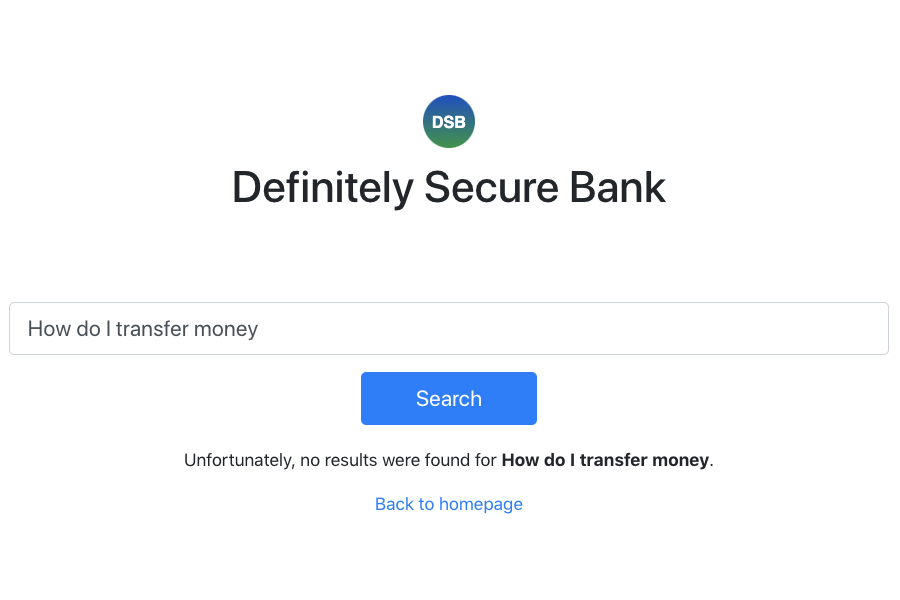 DSB
Definitely Secure Bank
How do I transfer money
Search
Unfortunately, no results were found for How do I transfer money.
Back to homepage